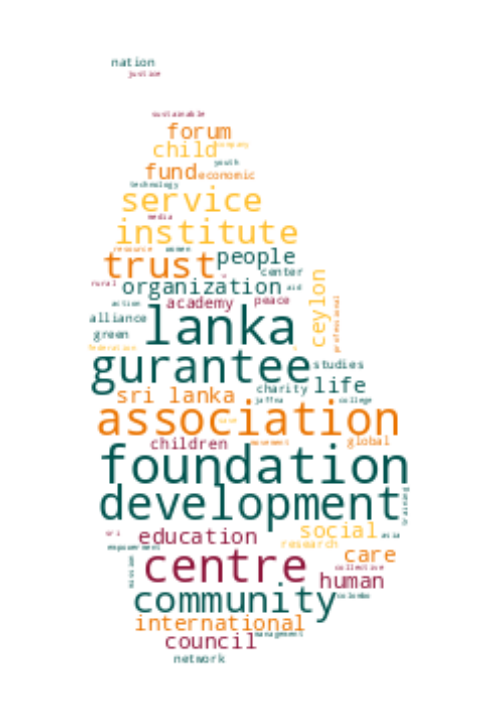 nation
justice
sustainable
forum
child company
youth
fund economic
technology
service
media
institute
resource women
trust people
center
rural organization aid
academy peace
action
ceylon
professional
alliance
lanka
green
federation
gurantee studies
charity life
sri lanka jaffna college
association
children movement global
foundation
development
training
sri education social asia
empowerment research
centre care
collective
mission human
community colombo
international
management
council
network